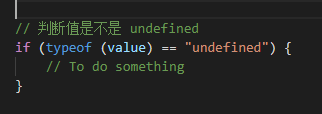 // 判断值是不是 undefined
if (typeof (value) == "undefined") {
    // To do something
}